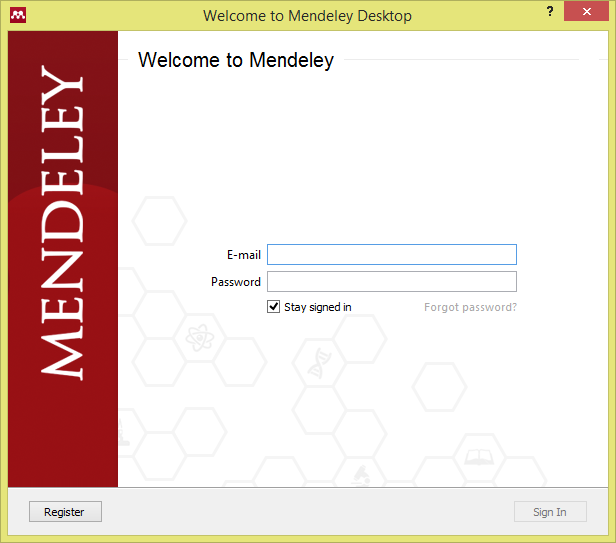 Welcome to Mendeley Desktop
?
MENDELEY
Welcome to Mendeley
E-mail
Password
Stay signed in
Forgot password?
Register
Sign In